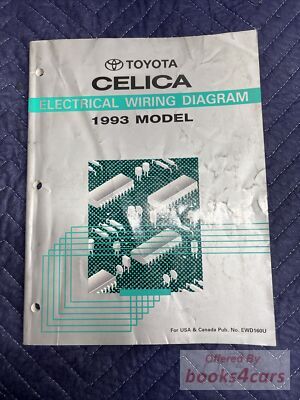 TOYOTA
CELICA
ELECTRICAL WIRING DIAGRAM
1993 MODEL
For USA & Canada Pub. No. EWD160U
Offered By
books4cars